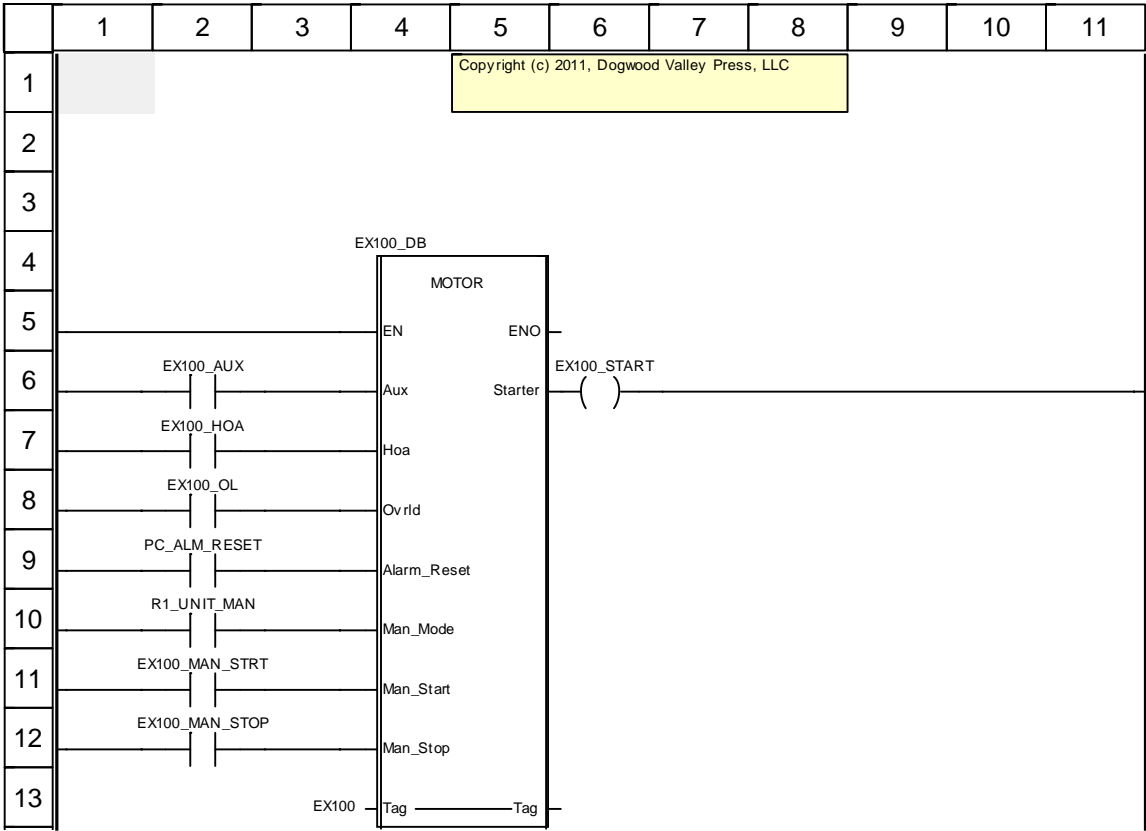 1 2 3 4 5 6 7 8 9 10 11
1
Copyright (c) 2011, Dogwood Valley Press, LLC
2
3
4
EX100_DB
MOTOR
5
EN ENO
6
EX100_AUX
Aux Starter
EX100_START
7
EX100_HOA
Hoa
8
EX100_OL
Ovrld
9
PC_ALM_RESET
Alarm_Reset
10
R1_UNIT_MAN
Man_Mode
11
EX100_MAN_STRT
Man_Start
12
EX100_MAN_STOP
Man_Stop
13
EX100 Tag Tag